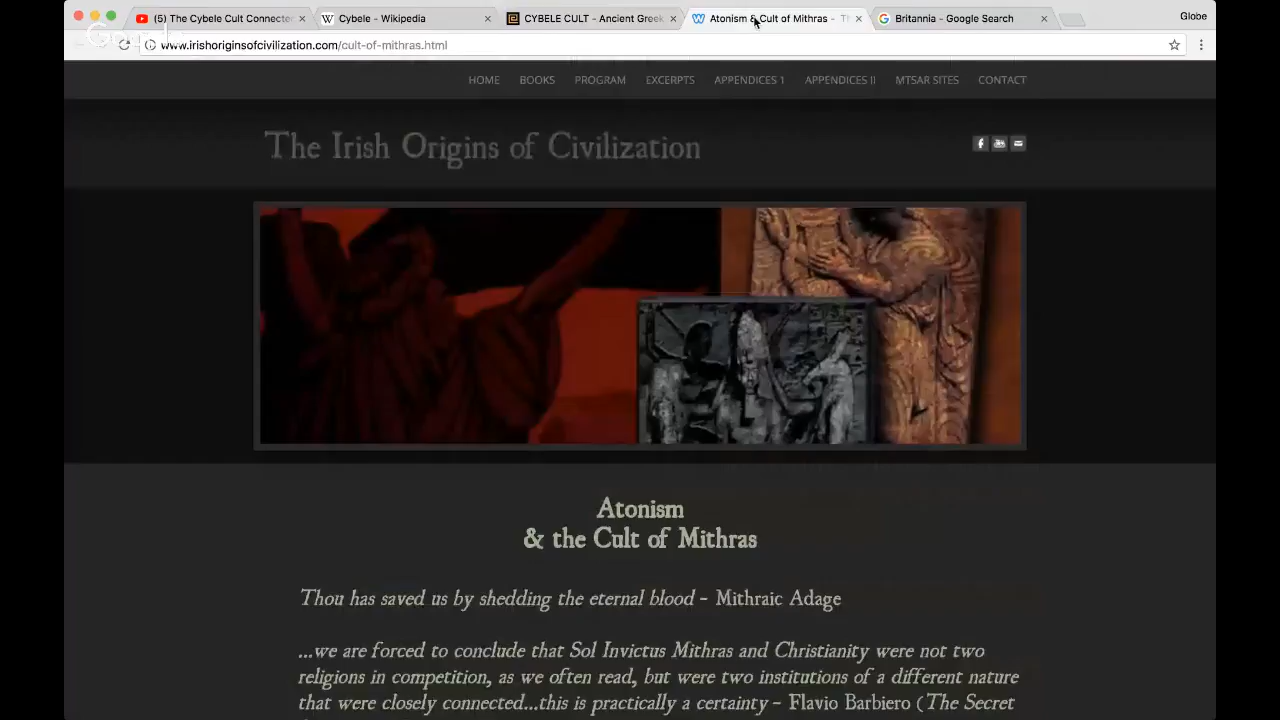 (5) The Cybele Cult Connecte
Cybele - Wikipedia
CYBELE CULT - Ancient Greek
Atonism & Cult of Mithras - Th
Britannia - Google Search
Globe
www.irishoriginsofcivilization.com/cult-of-mithras.html
HOME BOOKS PROGRAM EXCERPTS APPENDICES 1 APPENDICES II MTSAR SITES CONTACT
The Irish Origins of Civilization
Atonism
& the Cult of Mithras
Thou has saved us by shedding the eternal blood - Mithraic Adage
...we are forced to conclude that Sol Invictus Mithras and Christianity were not two
religions in competition, as we often read, but were two institutions of a different nature
that were closely connected...this is practically a certainty - Flavio Barbiero (The Secret